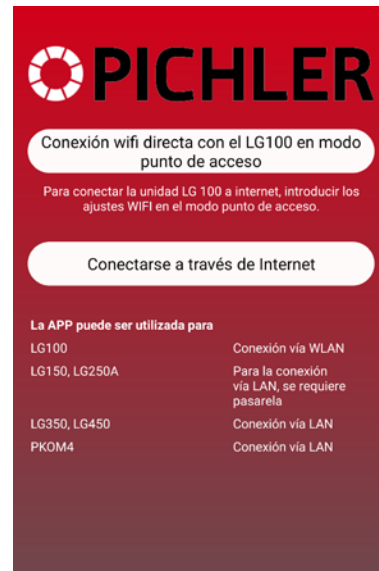 PICHLER
Conexión wifi directa con el LG100 en modo
punto de acceso
Para conectar la unidad LG 100 a internet, introducir los
ajustes WIFI en el modo punto de acceso.
Conectarse a través de Internet
La APP puede ser utilizada para
LG100 Conexión vía WLAN
LG150, LG250A Para la conexión
vía LAN, se requiere
pasarela
LG350, LG450 Conexión vía LAN
PKOM4 Conexión vía LAN